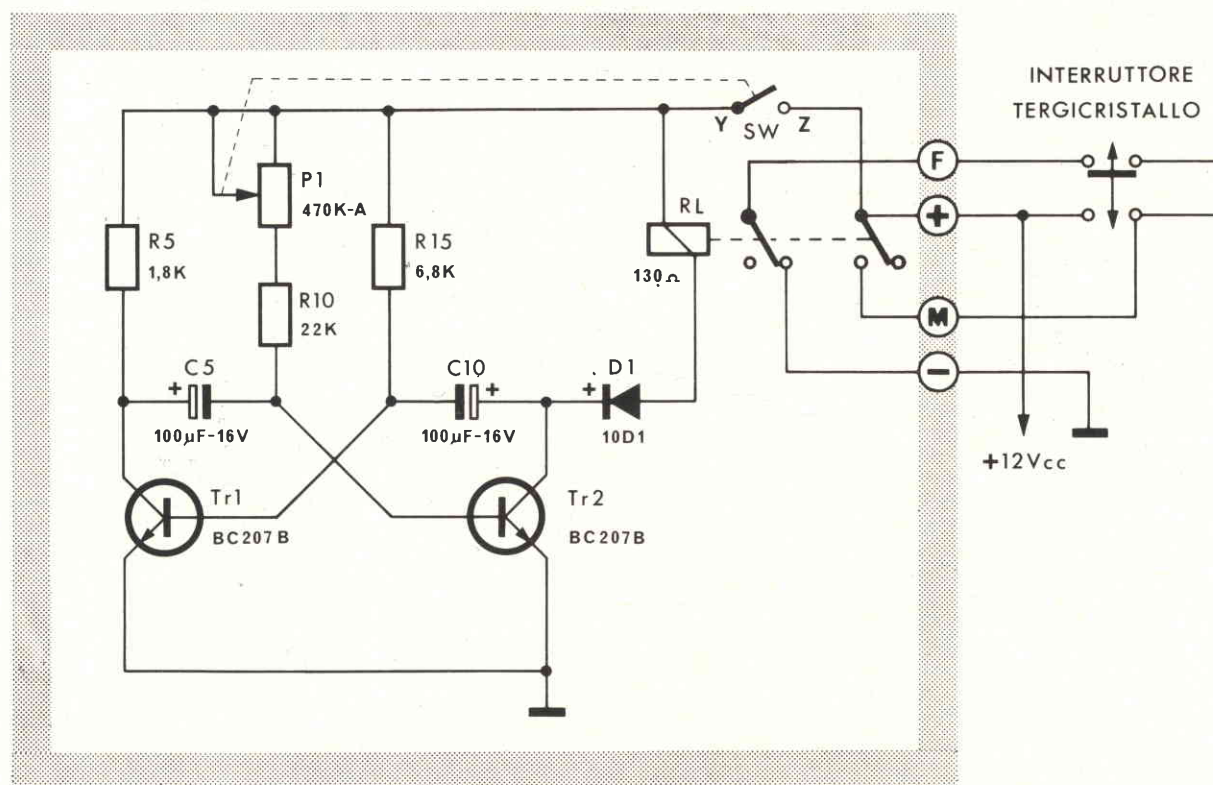 INTERRUTTORE
TERGICRISTALLO
Y
SW
Z
F
P1
470K-A
RL
+
R5
1,8K
R15
6,8K
130Ω
R10
22K
M
C5
+
100µF-16V
C10
+
100µF-16V
D1
+
10D1
−
+12Vcc
Tr1
BC207B
Tr2
BC207B